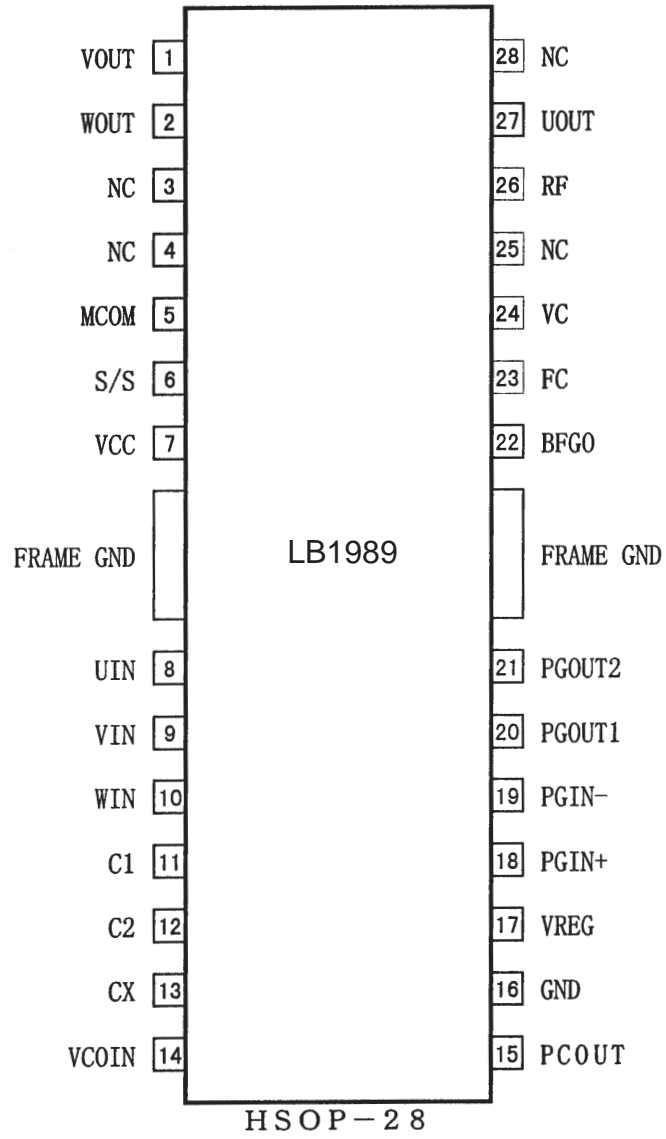 VOUT 1 28 NC
WOUT 2 27 UOUT
NC 3 26 RF
NC 4 25 NC
MCOM 5 24 VC
S/S 6 23 FC
VCC 7 22 BFGO
FRAME GND LB1989 FRAME GND
UIN 8 21 PGOUT2
VIN 9 20 PGOUT1
WIN 10 19 PGIN−
C1 11 18 PGIN+
C2 12 17 VREG
CX 13 16 GND
VCOIN 14 15 PCOUT
HSOP−28